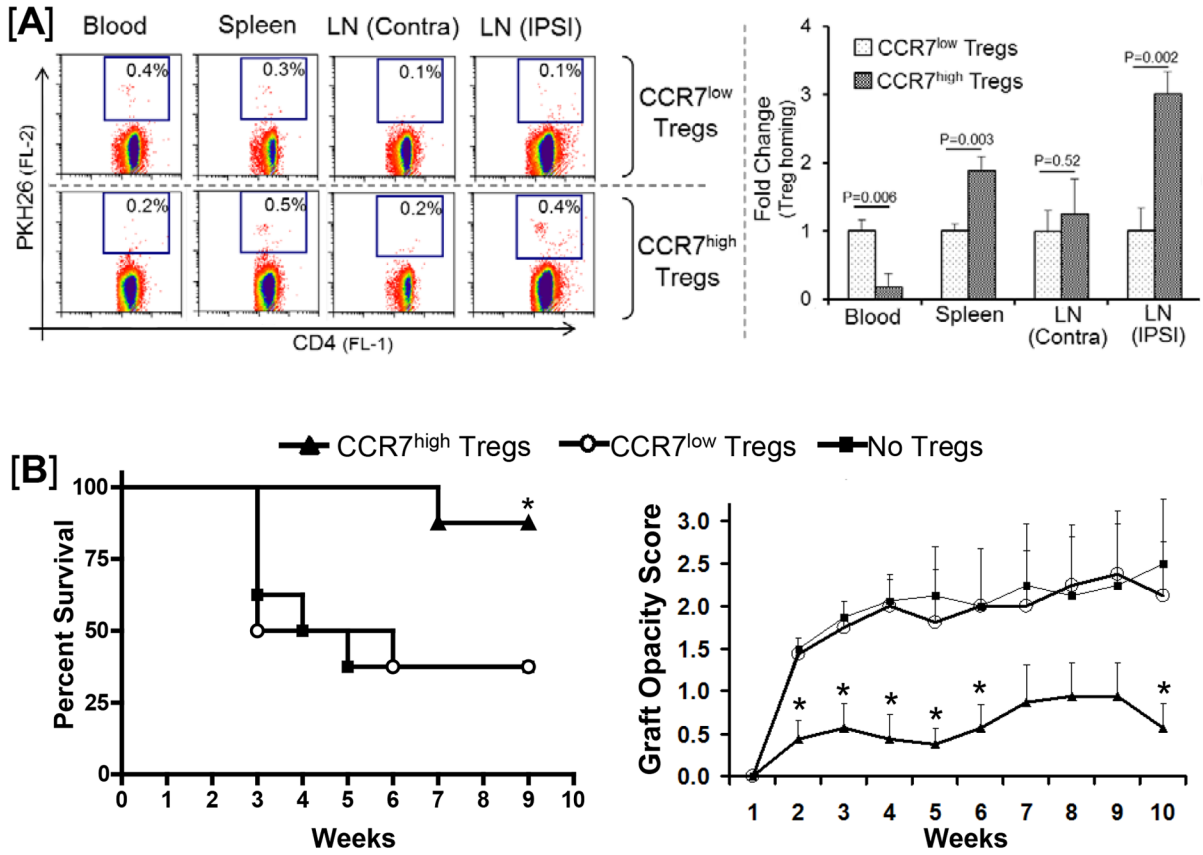 [A]
Blood Spleen LN (Contra) LN (IPSI)
0.4% 0.3% 0.1% 0.1%
CCR7low Tregs
0.2% 0.5% 0.2% 0.4%
CCR7high Tregs
PKH26 (FL-2)
CD4 (FL-1)
CCR7low Tregs
CCR7high Tregs
P=0.006
P=0.003
P=0.52
P=0.002
Fold Change
(Treg homing)
4
3
2
1
0
Blood Spleen LN (Contra) LN (IPSI)
CCR7high Tregs CCR7low Tregs No Tregs
[B]
Percent Survival
100
75
50
25
0
*
0 1 2 3 4 5 6 7 8 9 10
Weeks
Graft Opacity Score
3.0
2.5
2.0
1.5
1.0
0.5
0.0
* * * * * *
1 2 3 4 5 6 7 8 9 10
Weeks